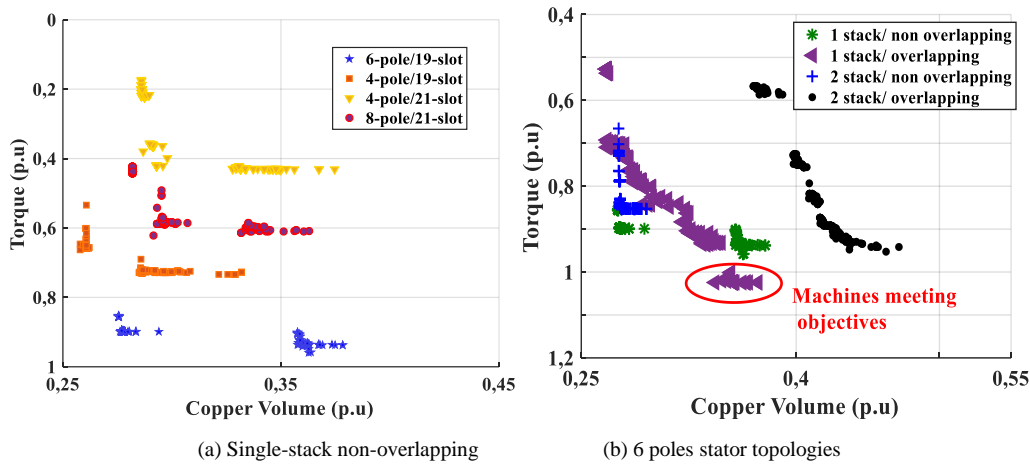 0
0,2
0,4
0,6
0,8
1
0,25
0,35
0,45
Torque (p.u)
Copper Volume (p.u)
6-pole/19-slot
4-pole/19-slot
4-pole/21-slot
8-pole/21-slot
(a) Single-stack non-overlapping
0,4
0,6
0,8
1
1,2
0,25
0,4
0,55
Torque (p.u)
Copper Volume (p.u)
1 stack/ non overlapping
1 stack/ overlapping
2 stack/ non overlapping
2 stack/ overlapping
Machines meeting
objectives
(b) 6 poles stator topologies